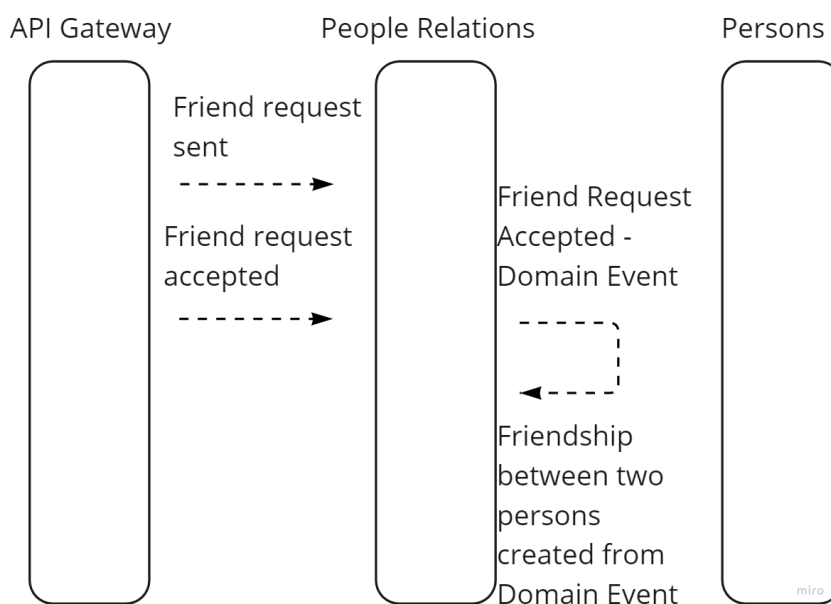 API Gateway
People Relations
Persons
Friend request
sent
Friend request
accepted
Friend Request
Accepted -
Domain Event
Friendship
between two
persons
created from
Domain Event
miro